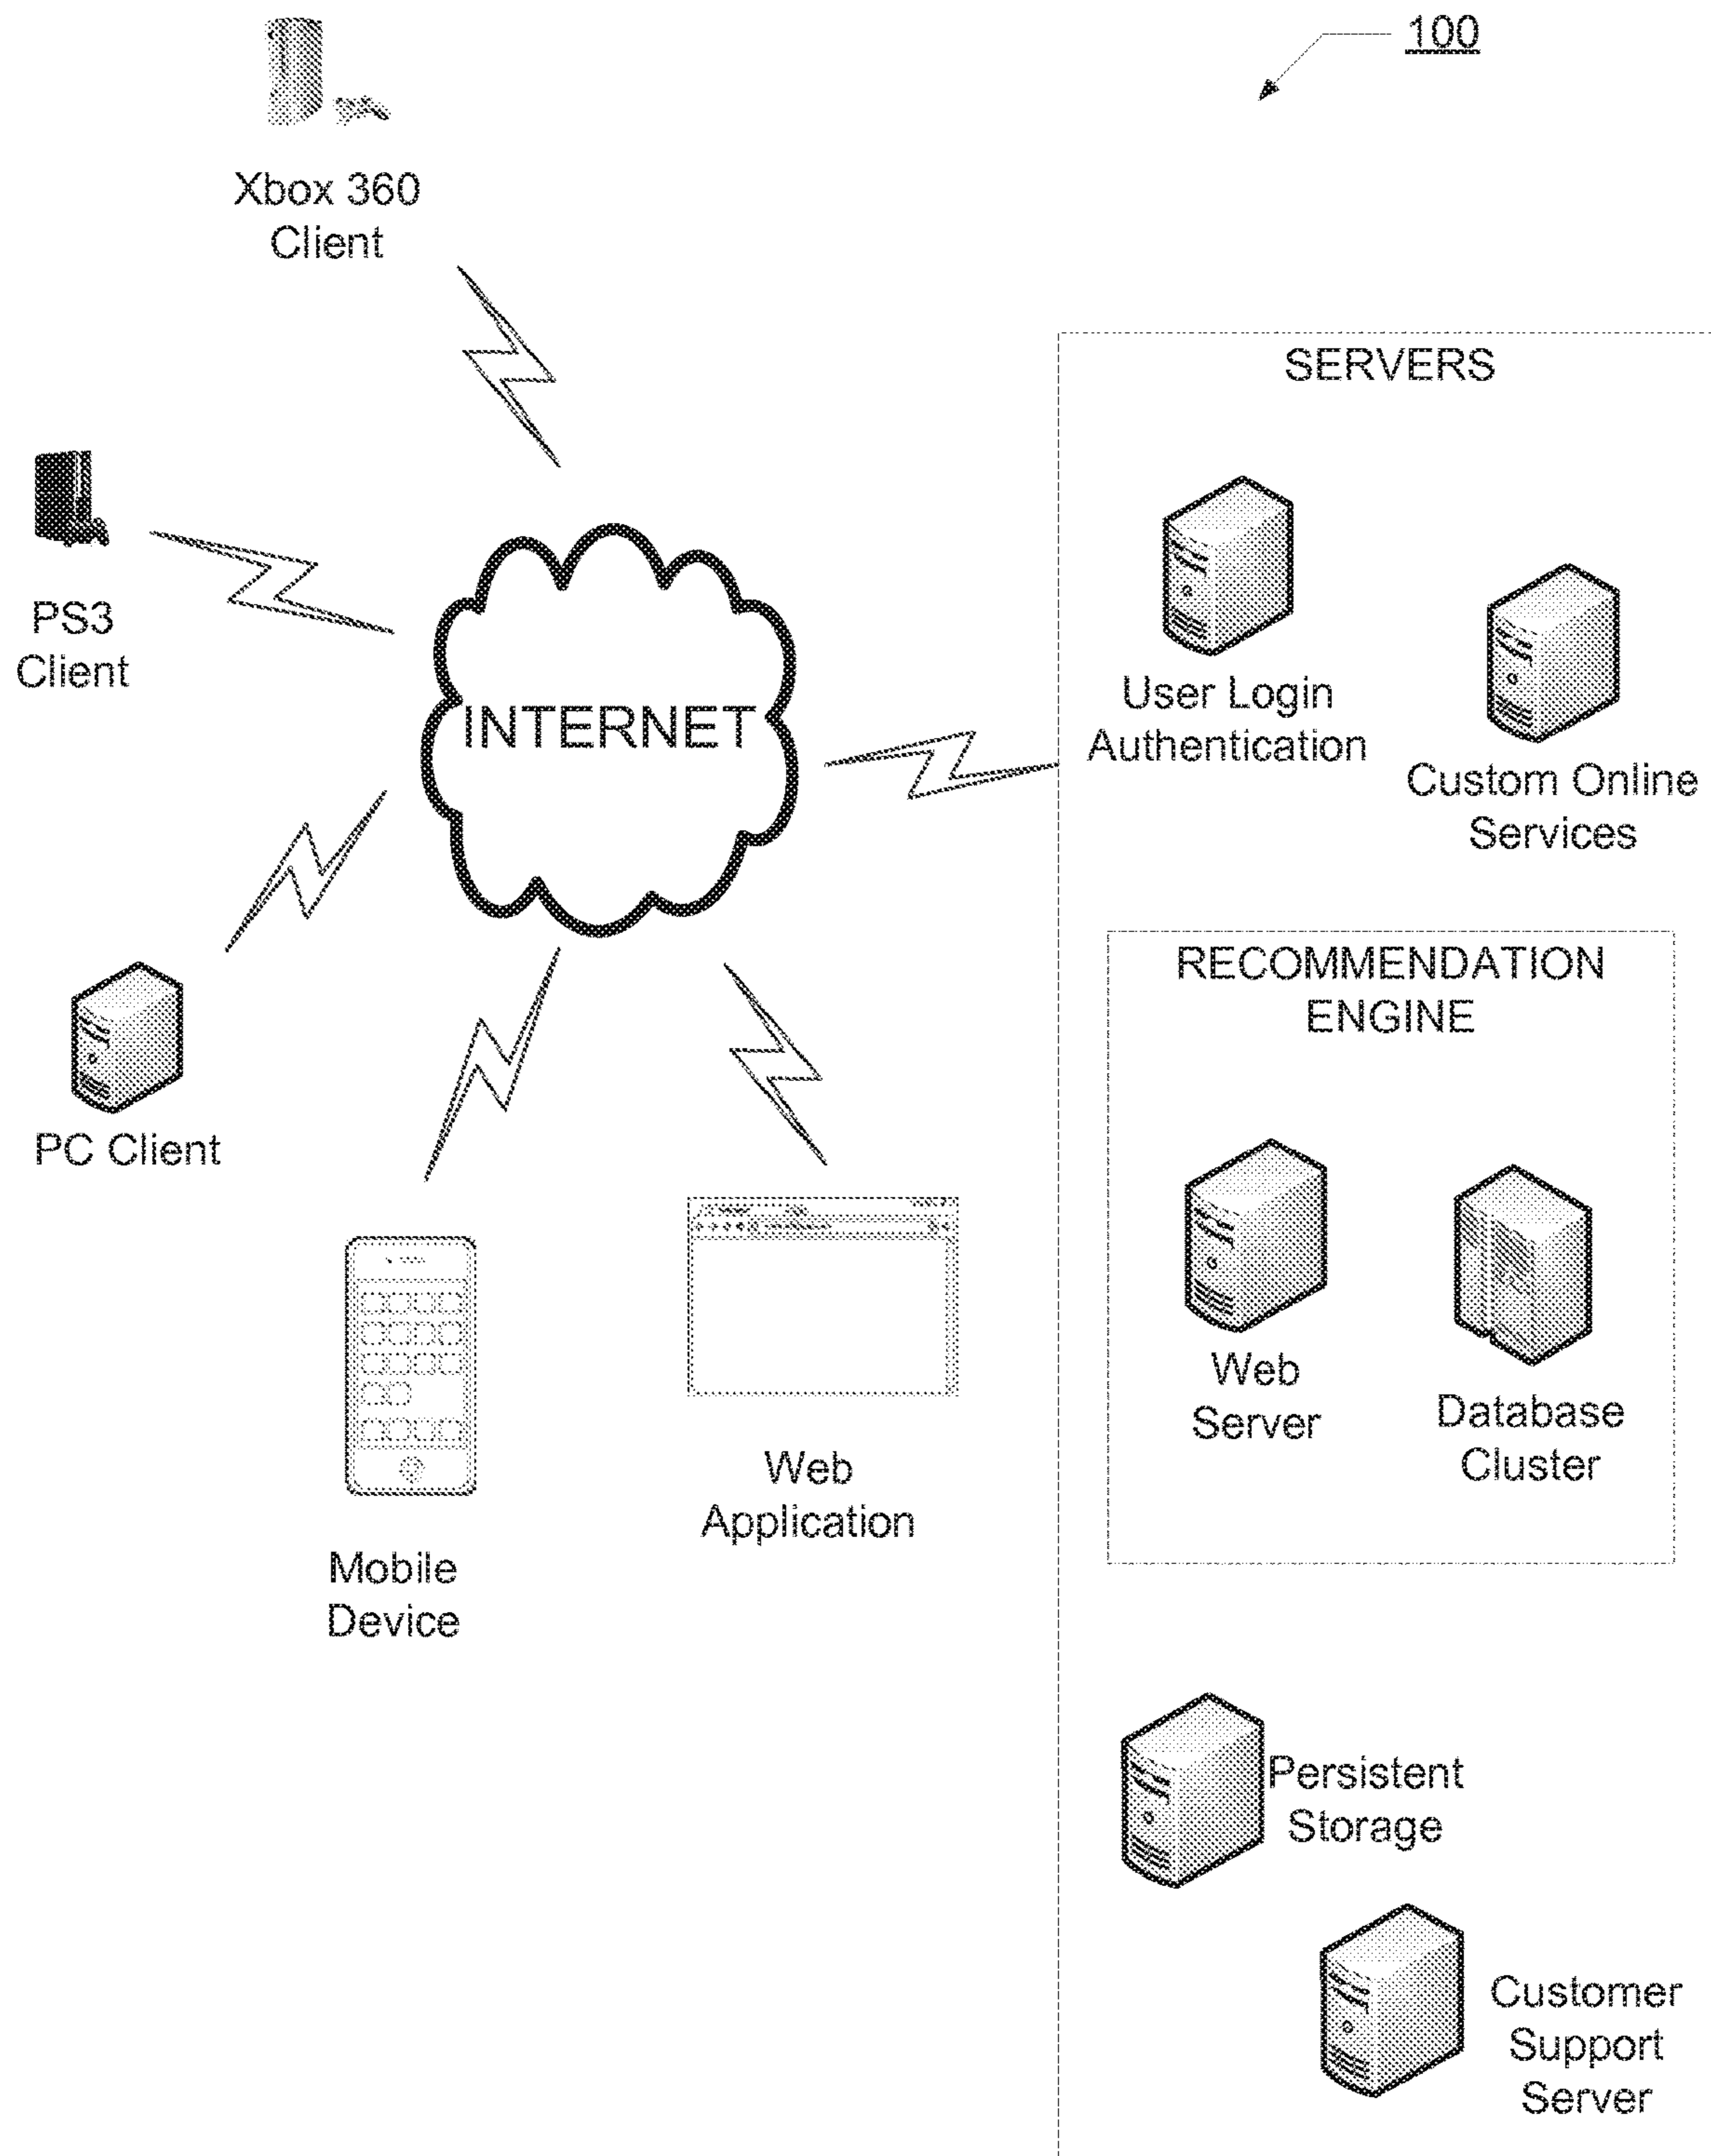 100
Xbox 360
Client
SERVERS
PS3
Client
INTERNET
User Login
Authentication
Custom Online
Services
RECOMMENDATION
ENGINE
PC Client
Web
Server
Database
Cluster
Web
Application
Mobile
Device
Persistent
Storage
Customer
Support
Server